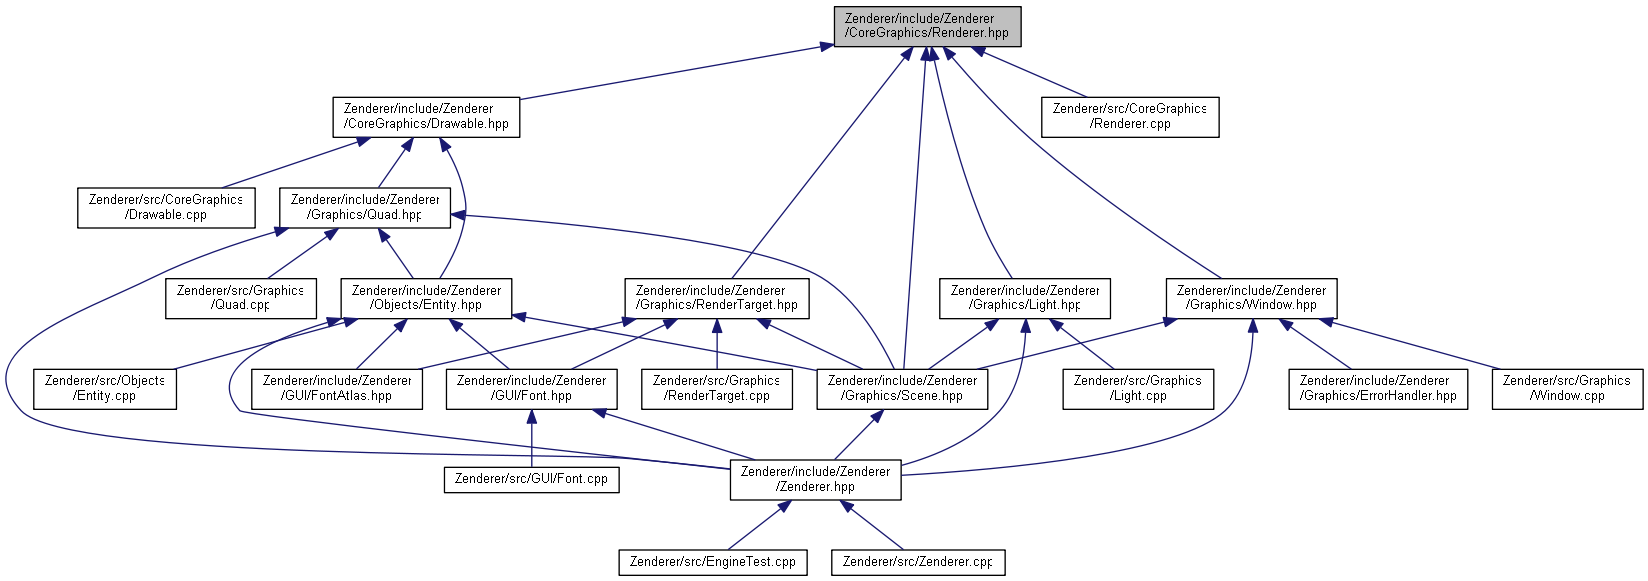 Zenderer/include/Zenderer
/CoreGraphics/Renderer.hpp
Zenderer/include/Zenderer
/CoreGraphics/Drawable.hpp
Zenderer/src/CoreGraphics
/Renderer.cpp
Zenderer/src/CoreGraphics
/Drawable.cpp
Zenderer/include/Zenderer
/Graphics/Quad.hpp
Zenderer/src/Graphics
/Quad.cpp
Zenderer/include/Zenderer
/Objects/Entity.hpp
Zenderer/include/Zenderer
/Graphics/RenderTarget.hpp
Zenderer/include/Zenderer
/Graphics/Light.hpp
Zenderer/include/Zenderer
/Graphics/Window.hpp
Zenderer/src/Objects
/Entity.cpp
Zenderer/include/Zenderer
/GUI/FontAtlas.hpp
Zenderer/include/Zenderer
/GUI/Font.hpp
Zenderer/src/Graphics
/RenderTarget.cpp
Zenderer/include/Zenderer
/Graphics/Scene.hpp
Zenderer/src/Graphics
/Light.cpp
Zenderer/include/Zenderer
/Graphics/ErrorHandler.hpp
Zenderer/src/Graphics
/Window.cpp
Zenderer/src/GUI/Font.cpp
Zenderer/include/Zenderer
/Zenderer.hpp
Zenderer/src/EngineTest.cpp
Zenderer/src/Zenderer.cpp